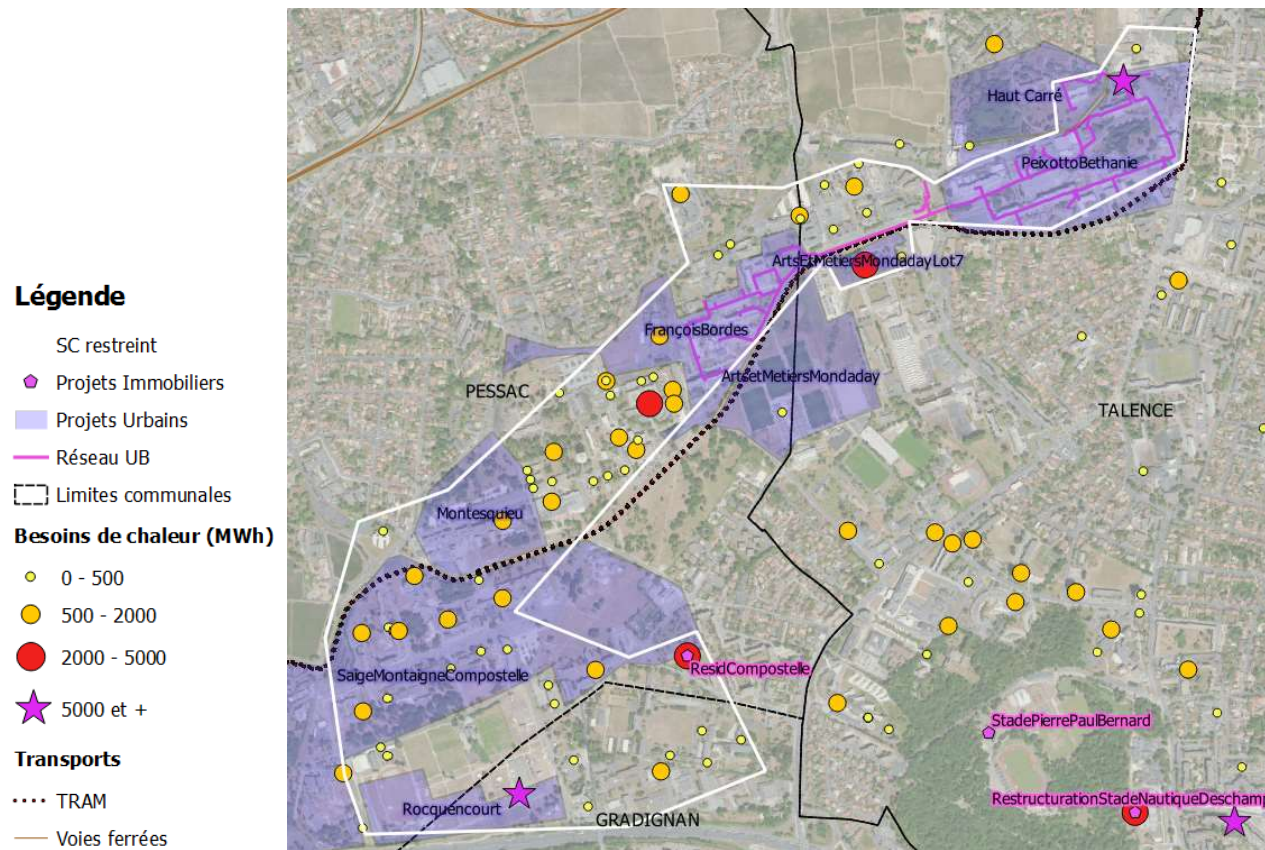 Légende
SC restreint
Projets Immobiliers
Projets Urbains
Réseau UB
Limites communales
Besoins de chaleur (MWh)
0 - 500
500 - 2000
2000 - 5000
5000 et +
Transports
TRAM
Voies ferrées
Haut Carré
PeixottoBethanie
ArtsEtMétiersMondadayLot7
FrançoisBordes
ArtsetMetiersMondaday
PESSAC
TALENCE
Montesquieu
SaigeMontaigneCompostelle
ResidCompostelle
StadePierrePaulBernard
Rocquencourt
RestructurationStadeNautiqueDeschamp
GRADIGNAN